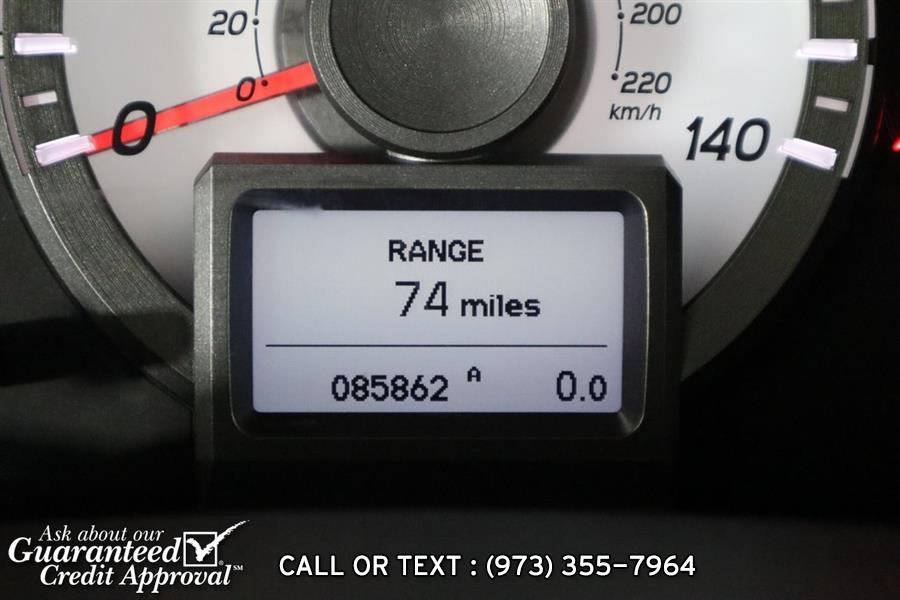 20
0
200
220
km/h
0
140
RANGE
74 miles
085862 A 0.0
Ask about our
Guaranteed
Credit Approval℠
CALL OR TEXT : (973) 355-7964